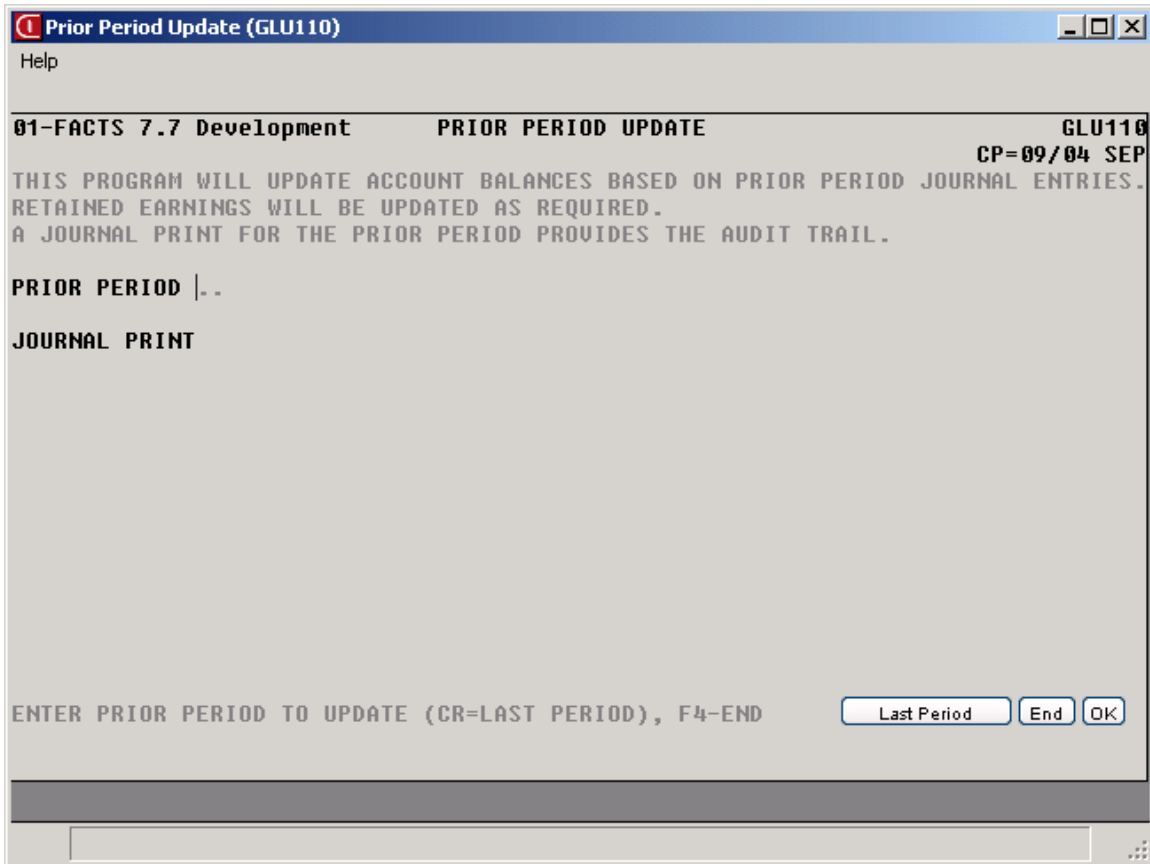 Prior Period Update (GLU110)
Help
01-FACTS 7.7 Development PRIOR PERIOD UPDATE GLU110
CP=09/04 SEP
THIS PROGRAM WILL UPDATE ACCOUNT BALANCES BASED ON PRIOR PERIOD JOURNAL ENTRIES.
RETAINED EARNINGS WILL BE UPDATED AS REQUIRED.
A JOURNAL PRINT FOR THE PRIOR PERIOD PROVIDES THE AUDIT TRAIL.
PRIOR PERIOD ..
JOURNAL PRINT
ENTER PRIOR PERIOD TO UPDATE (CR=LAST PERIOD), F4-END Last Period End OK